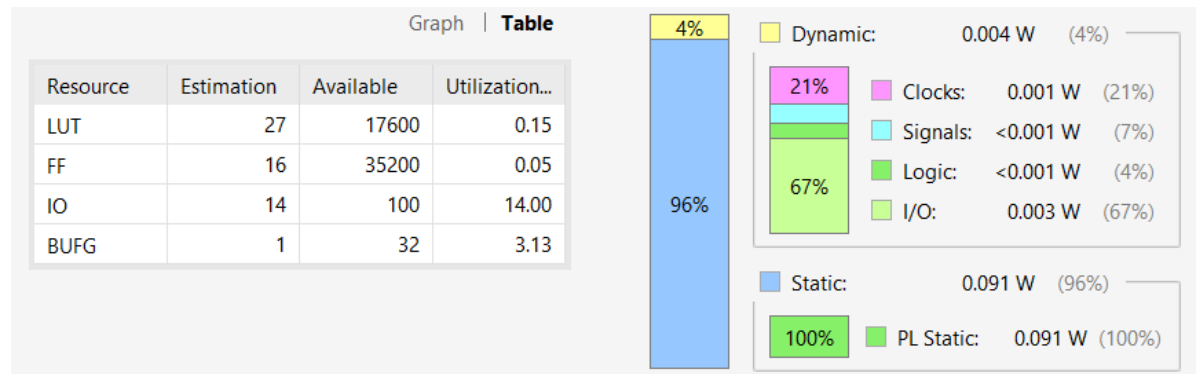 Graph | Table
Resource Estimation Available Utilization...
LUT 27 17600 0.15
FF 16 35200 0.05
IO 14 100 14.00
BUFG 1 32 3.13
4%
96%
Dynamic: 0.004 W (4%)
21%
67%
Clocks: 0.001 W (21%)
Signals: <0.001 W (7%)
Logic: <0.001 W (4%)
I/O: 0.003 W (67%)
Static: 0.091 W (96%)
100% PL Static: 0.091 W (100%)